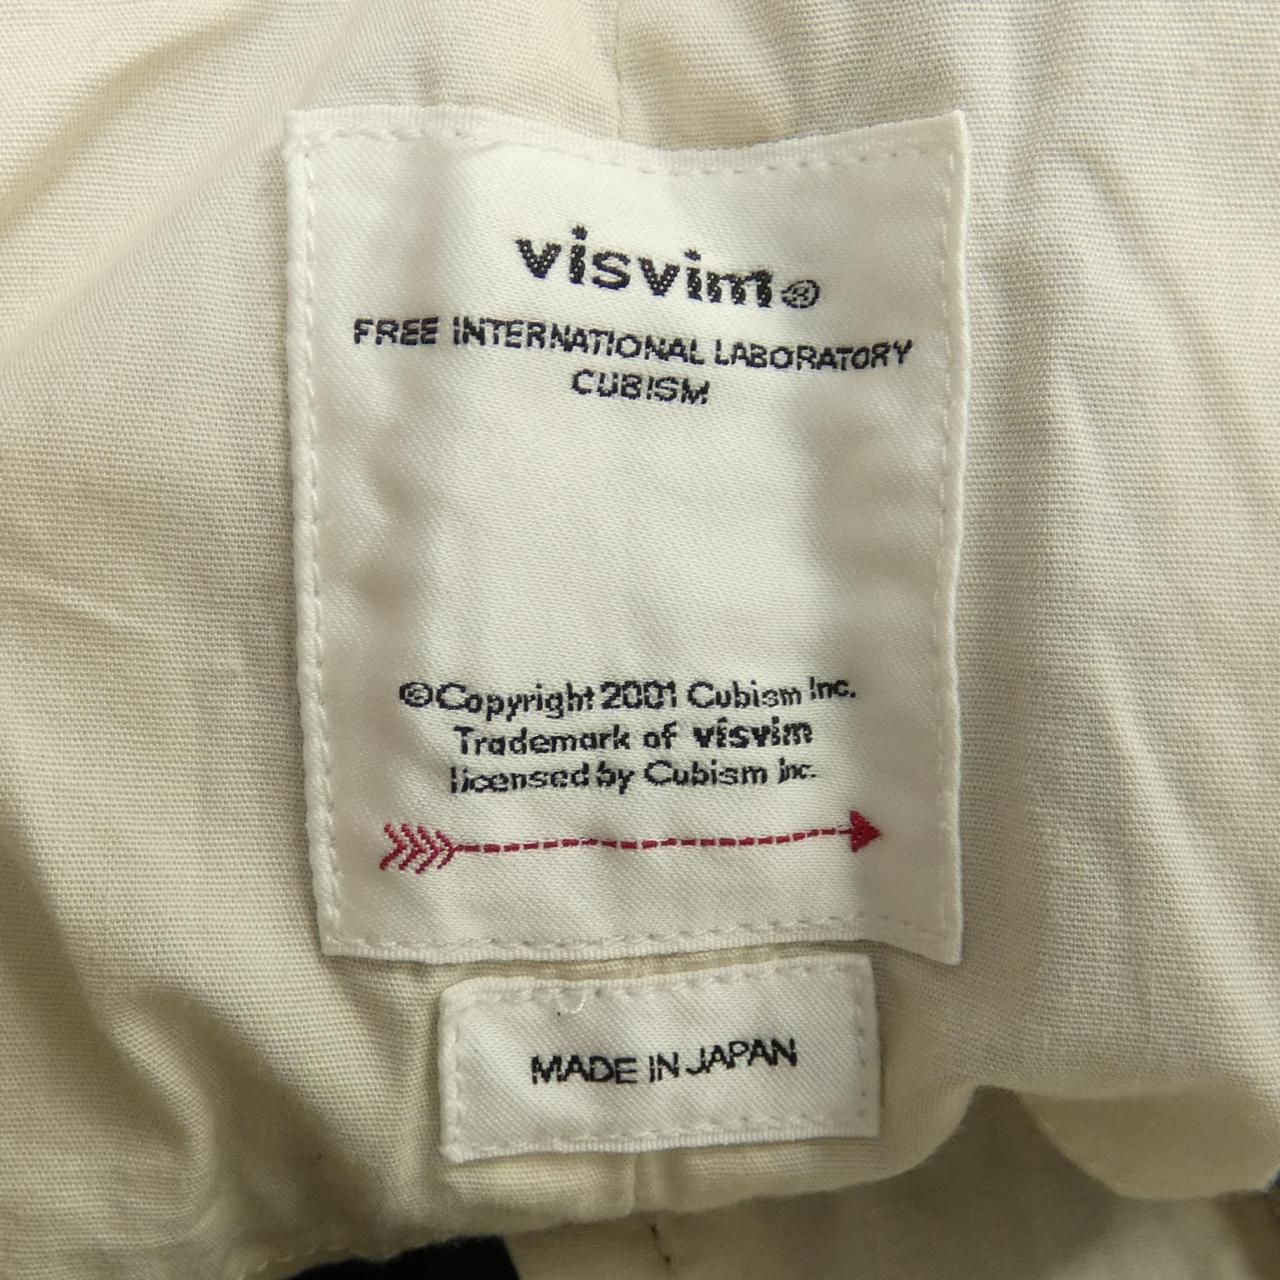 visvim®
FREE INTERNATIONAL LABORATORY
CUBISM
©Copyright 2001 Cubism Inc.
Trademark of visvim
licensed by Cubism Inc.
MADE IN JAPAN